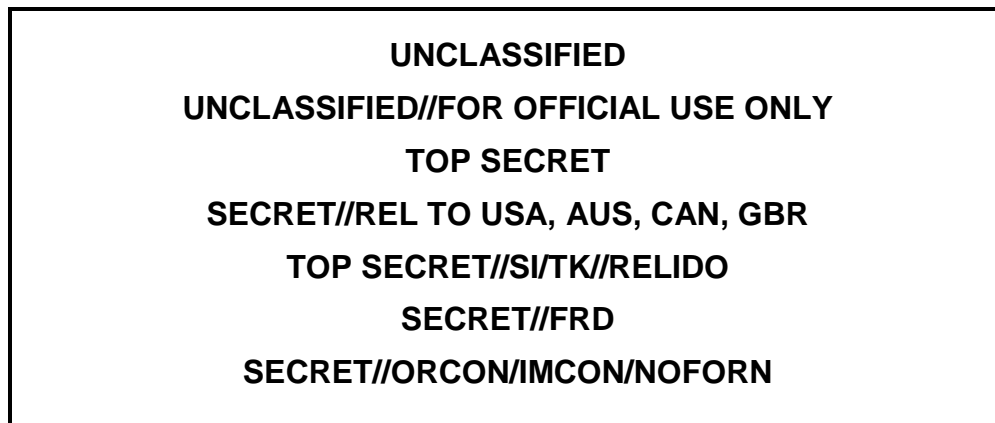 UNCLASSIFIED
UNCLASSIFIED//FOR OFFICIAL USE ONLY
TOP SECRET
SECRET//REL TO USA, AUS, CAN, GBR
TOP SECRET//SI/TK//RELIDO
SECRET//FRD
SECRET//ORCON/IMCON/NOFORN